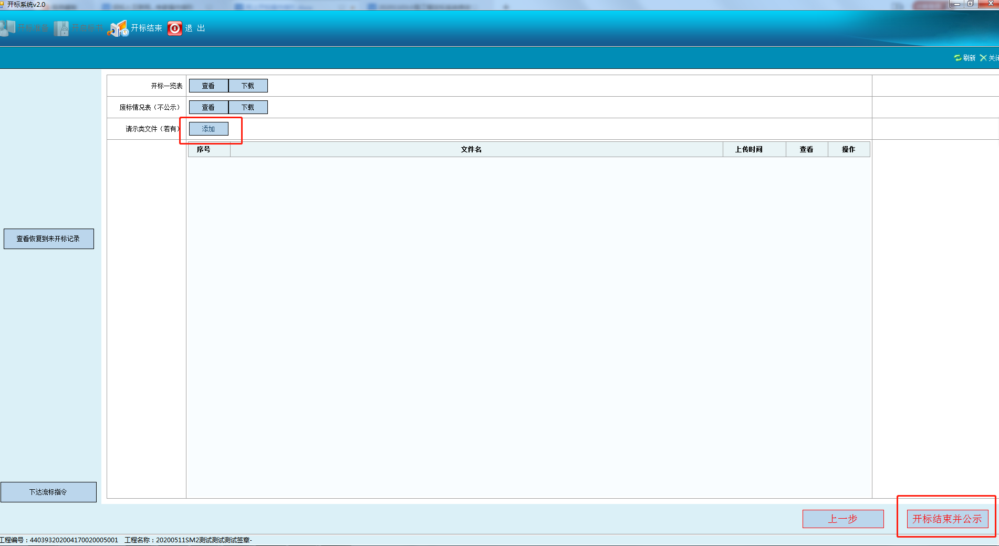 开标系统v2.0
开标结束 退 出
刷新 关闭
开标一览表 查看 下载
废标情况表（不公示） 查看 下载
请示类文件（若有） 添加
序号 文件名 上传时间 查看 操作
查看恢复到未开标记录
下达流标指令
上一步 开标结束并公示
工程编号：440393202004170020005001 工程名称：20200511SM2测试测试测试签章-